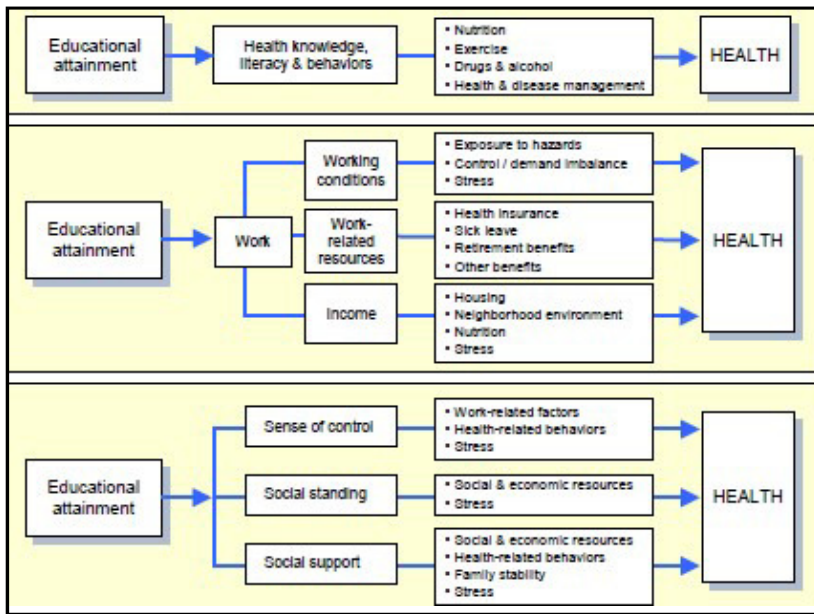 Educational
attainment
Health knowledge,
literacy & behaviors
▪ Nutrition
▪ Exercise
▪ Drugs & alcohol
▪ Health & disease management
HEALTH
Educational
attainment
Work
Working
conditions
▪ Exposure to hazards
▪ Control / demand imbalance
▪ Stress
Work-
related
resources
▪ Health insurance
▪ Sick leave
▪ Retirement benefits
▪ Other benefits
Income
▪ Housing
▪ Neighborhood environment
▪ Nutrition
▪ Stress
HEALTH
Educational
attainment
Sense of control
▪ Work-related factors
▪ Health-related behaviors
▪ Stress
Social standing
▪ Social & economic resources
▪ Stress
Social support
▪ Social & economic resources
▪ Health-related behaviors
▪ Family stability
▪ Stress
HEALTH